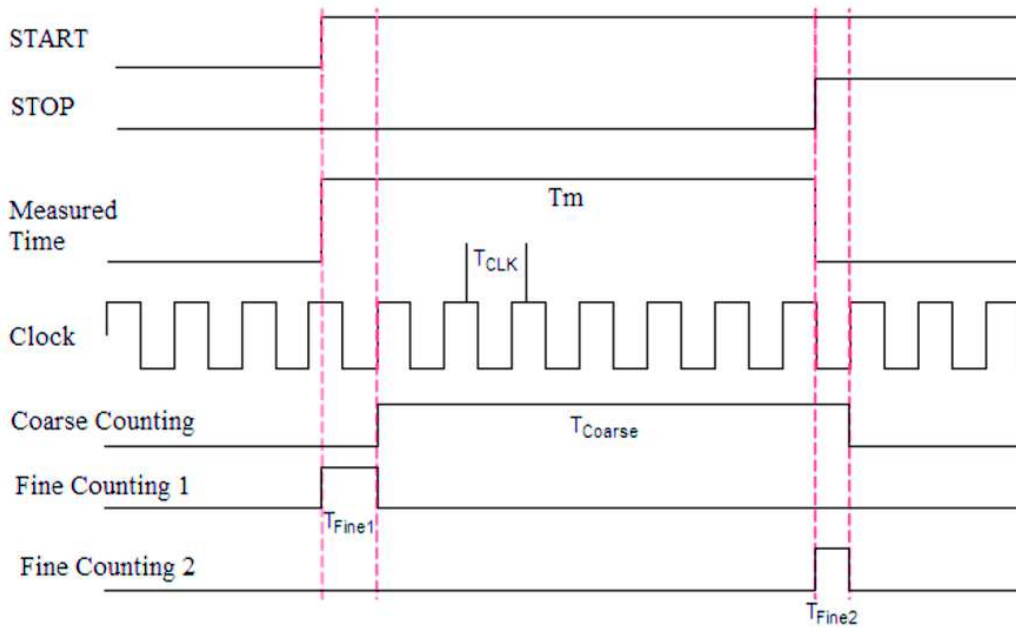 START
STOP
Measured
Time
Tm
TCLK
Clock
Coarse Counting
TCoarse
Fine Counting 1
TFine1
Fine Counting 2
TFine2